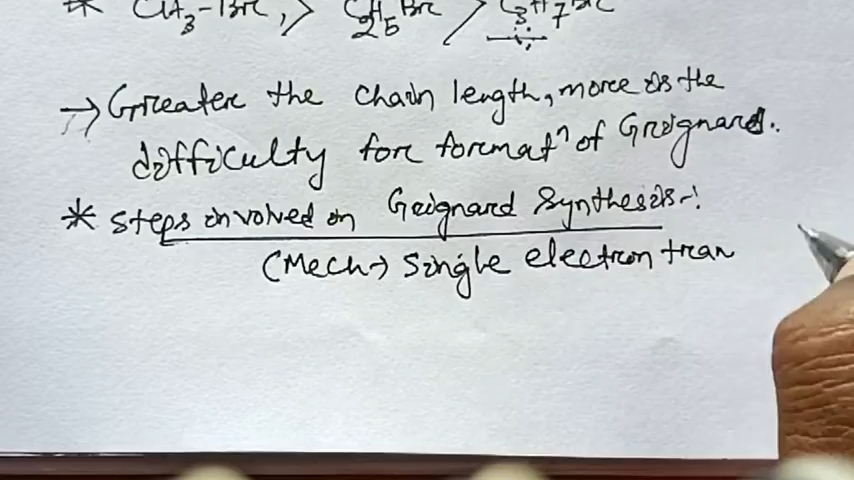 * CH3-Br, > C2H5Br > C3H7Br
→ Greater the chain length, more is the
difficulty for formatn of Grignard.
* Steps involved in Grignard Synthesis-:
(Mech→ Single electron tran